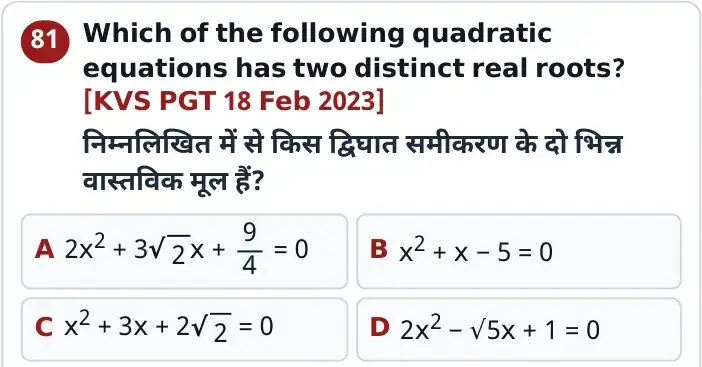 81 Which of the following quadratic
equations has two distinct real roots?
[KVS PGT 18 Feb 2023]
निम्नलिखित में से किस द्विघात समीकरण के दो भिन्न
वास्तविक मूल हैं?
A 2x² + 3√2x + 9/4 = 0
B x² + x − 5 = 0
C x² + 3x + 2√2 = 0
D 2x² − √5x + 1 = 0